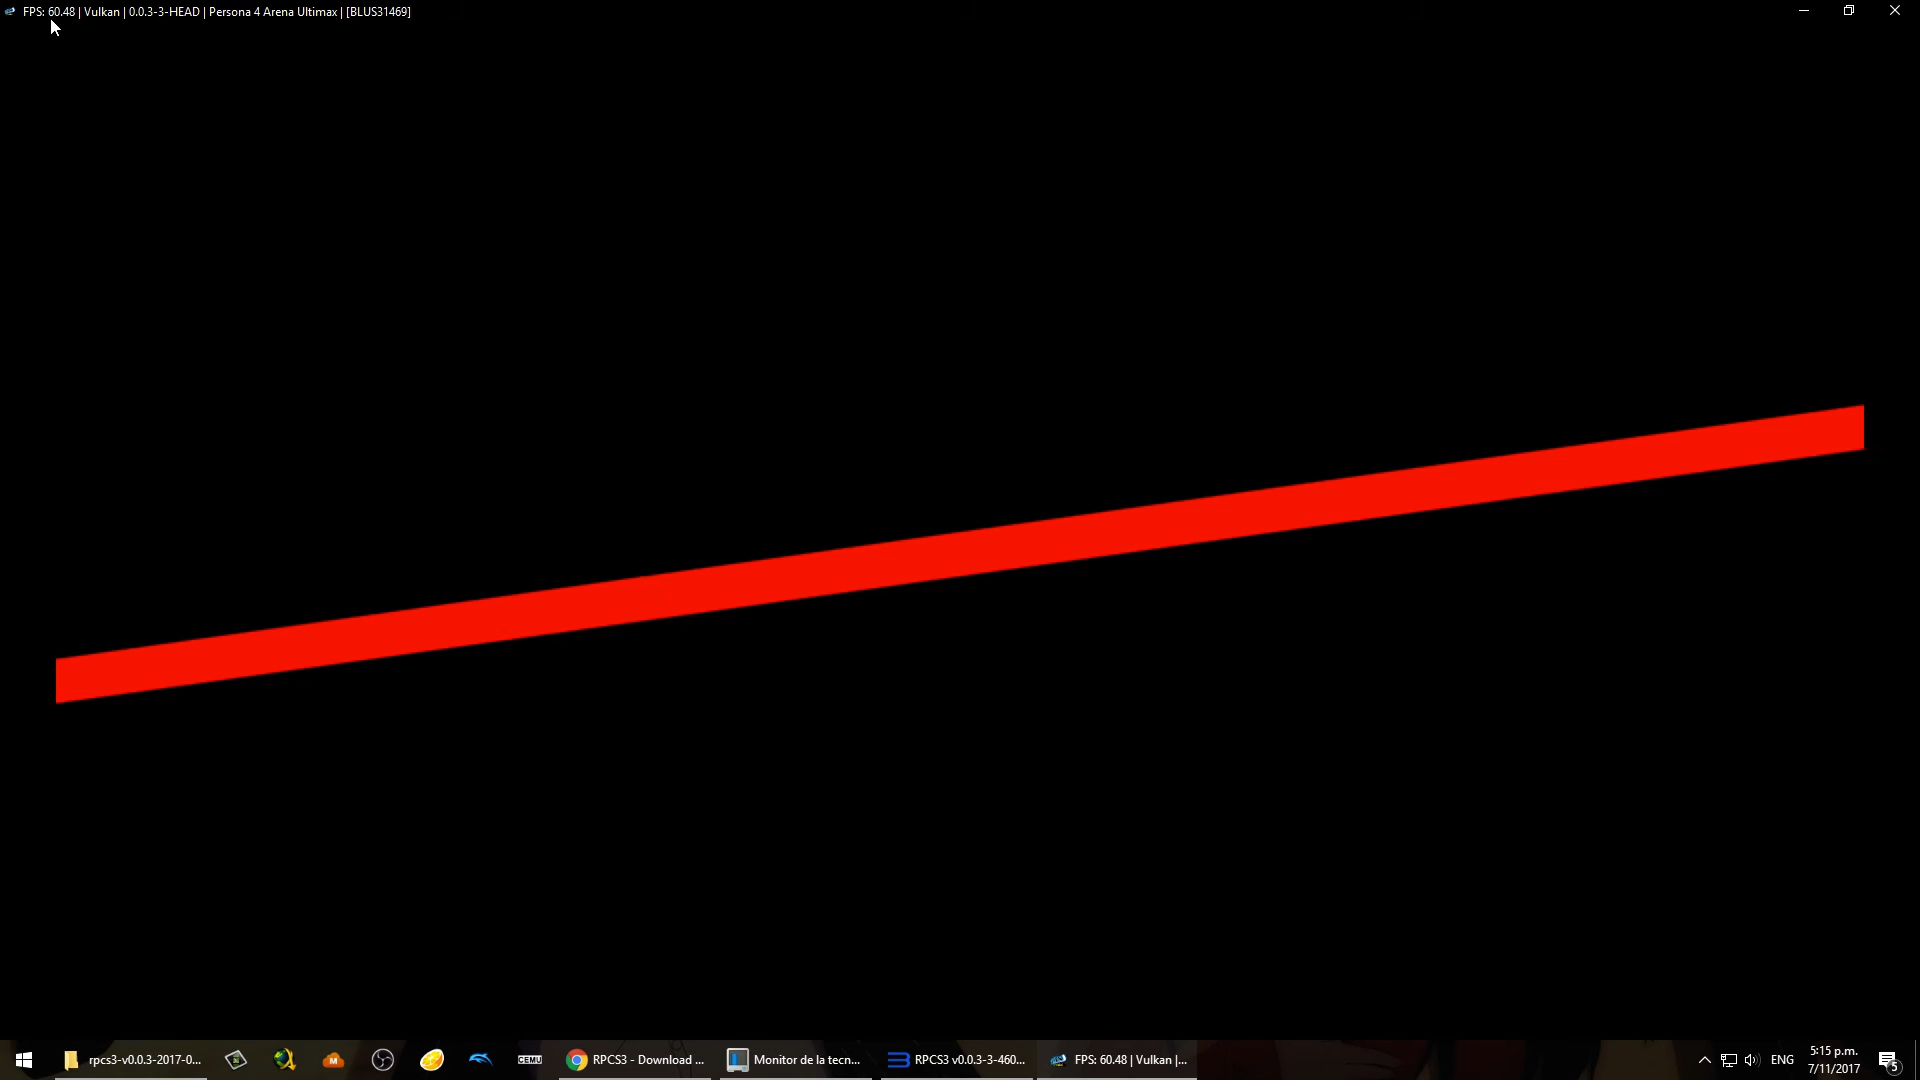 FPS: 60.48 | Vulkan | 0.0.3-3-HEAD | Persona 4 Arena Ultimax | [BLUS31469]
rpcs3-v0.0.3-2017-0...
M
CEMU
RPCS3 - Download ...
Monitor de la tecn...
RPCS3 v0.0.3-3-460...
FPS: 60.48 | Vulkan |...
ENG
5:15 p.m.
7/11/2017
5